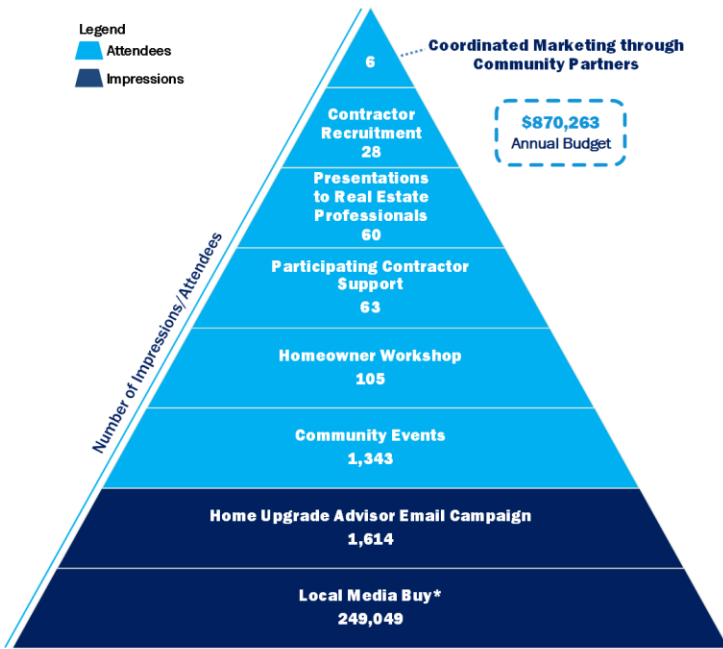 Legend
Attendees
Impressions
6
Coordinated Marketing through
Community Partners
$870,263
Annual Budget
Contractor
Recruitment
28
Presentations
to Real Estate
Professionals
60
Participating Contractor
Support
63
Number of Impressions/Attendees
Homeowner Workshop
105
Community Events
1,343
Home Upgrade Advisor Email Campaign
1,614
Local Media Buy*
249,049